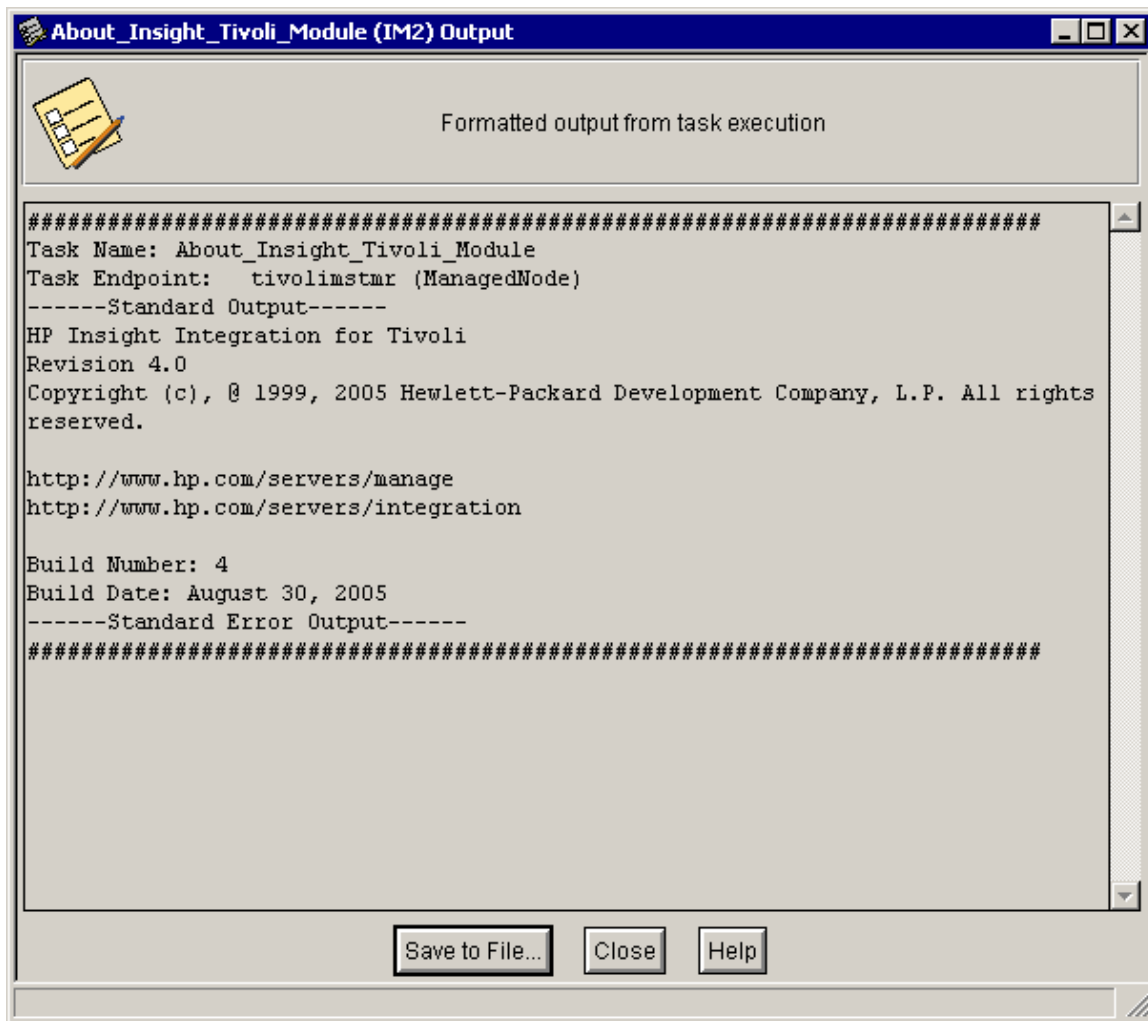 About_Insight_Tivoli_Module (IM2) Output
Formatted output from task execution
############################################################################
Task Name: About_Insight_Tivoli_Module
Task Endpoint:   tivolimstmr (ManagedNode)
------Standard Output------
HP Insight Integration for Tivoli
Revision 4.0
Copyright (c), @ 1999, 2005 Hewlett-Packard Development Company, L.P. All rights
reserved.
http://www.hp.com/servers/manage
http://www.hp.com/servers/integration
Build Number: 4
Build Date: August 30, 2005
------Standard Error Output------
############################################################################
Save to File... Close Help